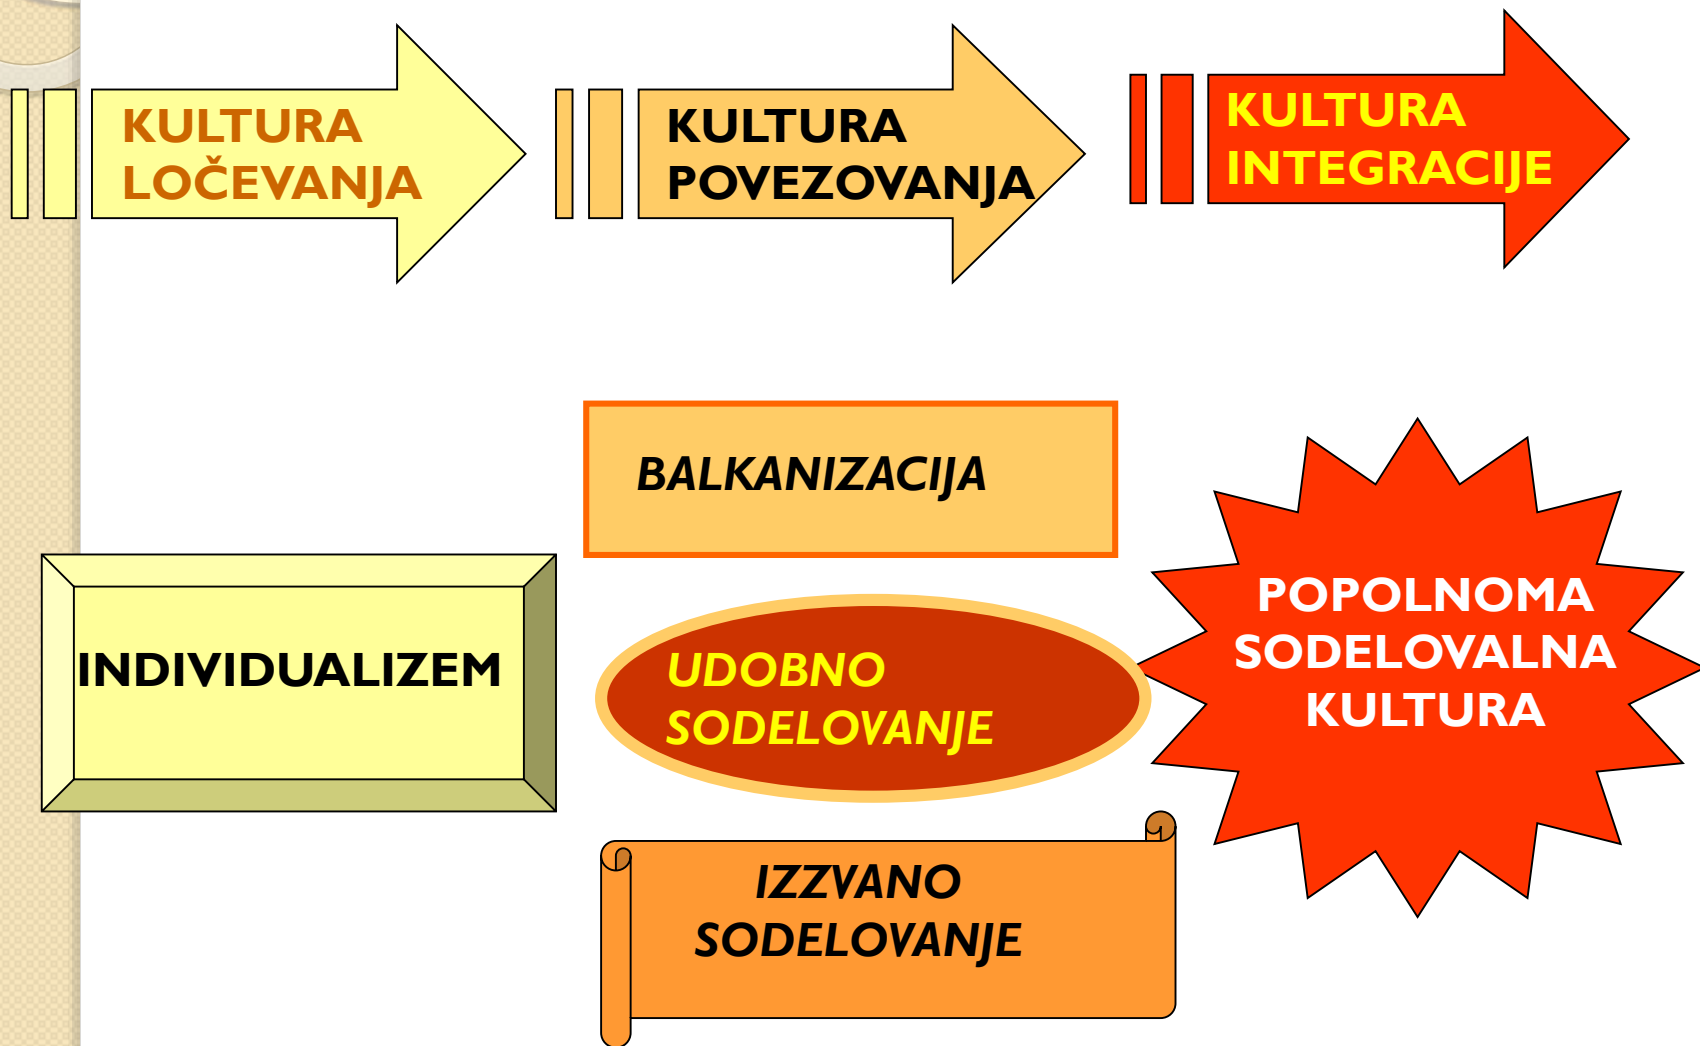 KULTURA
LOČEVANJA
KULTURA
POVEZOVANJA
KULTURA
INTEGRACIJE
BALKANIZACIJA
INDIVIDUALIZEM
UDOBNO
SODELOVANJE
IZZVANO
SODELOVANJE
POPOLNOMA
SODELOVALNA
KULTURA